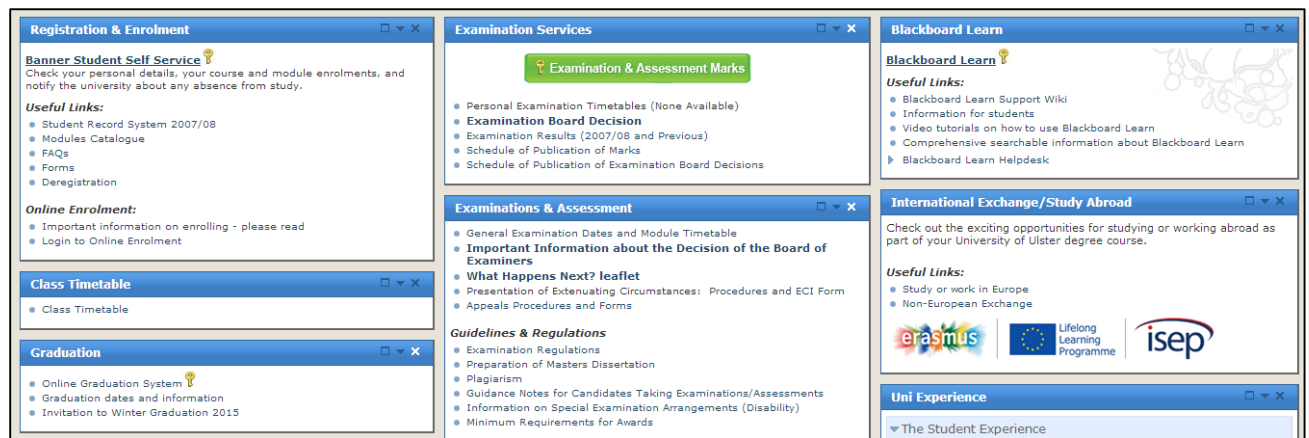 Registration & Enrolment
Banner Student Self Service
Check your personal details, your course and module enrolments, and
notify the university about any absence from study.
Useful Links:
Student Record System 2007/08
Modules Catalogue
FAQs
Forms
Deregistration
Online Enrolment:
Important information on enrolling - please read
Login to Online Enrolment
Class Timetable
Class Timetable
Graduation
Online Graduation System
Graduation dates and information
Invitation to Winter Graduation 2015
Examination Services
Examination & Assessment Marks
Personal Examination Timetables (None Available)
Examination Board Decision
Examination Results (2007/08 and Previous)
Schedule of Publication of Marks
Schedule of Publication of Examination Board Decisions
Examinations & Assessment
General Examination Dates and Module Timetable
Important Information about the Decision of the Board of
Examiners
What Happens Next? leaflet
Presentation of Extenuating Circumstances: Procedures and ECI Form
Appeals Procedures and Forms
Guidelines & Regulations
Examination Regulations
Preparation of Masters Dissertation
Plagiarism
Guidance Notes for Candidates Taking Examinations/Assessments
Information on Special Examination Arrangements (Disability)
Minimum Requirements for Awards
Blackboard Learn
Blackboard Learn
Useful Links:
Blackboard Learn Support Wiki
Information for students
Video tutorials on how to use Blackboard Learn
Comprehensive searchable information about Blackboard Learn
Blackboard Learn Helpdesk
International Exchange/Study Abroad
Check out the exciting opportunities for studying or working abroad as
part of your University of Ulster degree course.
Useful Links:
Study or work in Europe
Non-European Exchange
erasmus
Lifelong
Learning
Programme
isep
Uni Experience
The Student Experience